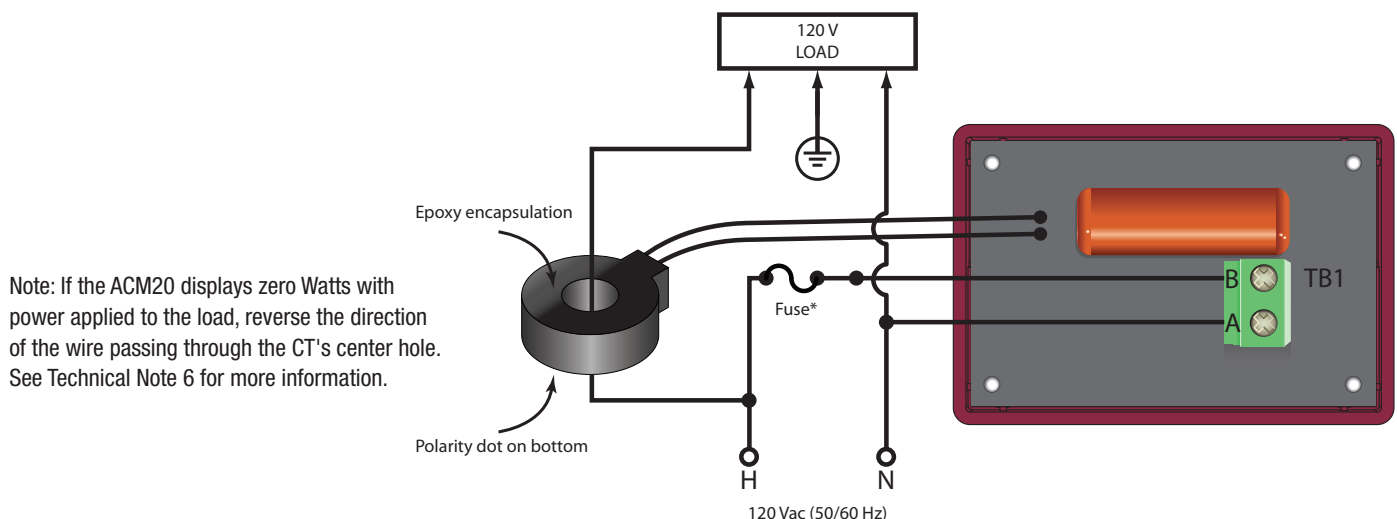 120 V
LOAD
Epoxy encapsulation
Note: If the ACM20 displays zero Watts with
power applied to the load, reverse the direction
of the wire passing through the CT's center hole.
See Technical Note 6 for more information.
Fuse*
B
TB1
A
Polarity dot on bottom
H
N
120 Vac (50/60 Hz)